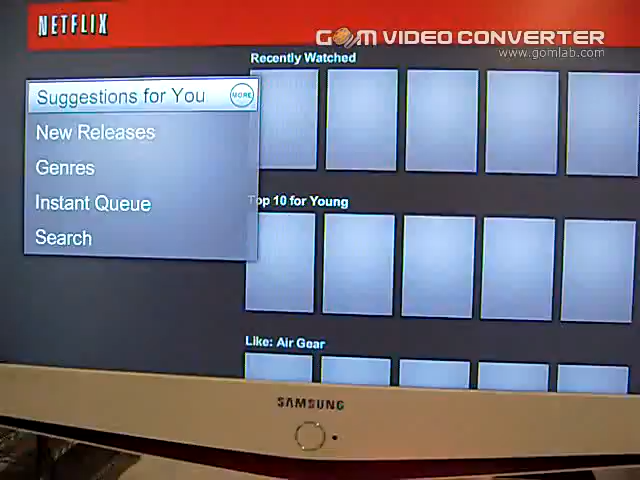 NETFLIX
GOM VIDEO CONVERTER
www.gomlab.com
Recently Watched
Suggestions for You
MORE
New Releases
Genres
Instant Queue
Top 10 for Young
Search
Like: Air Gear
SAMSUNG